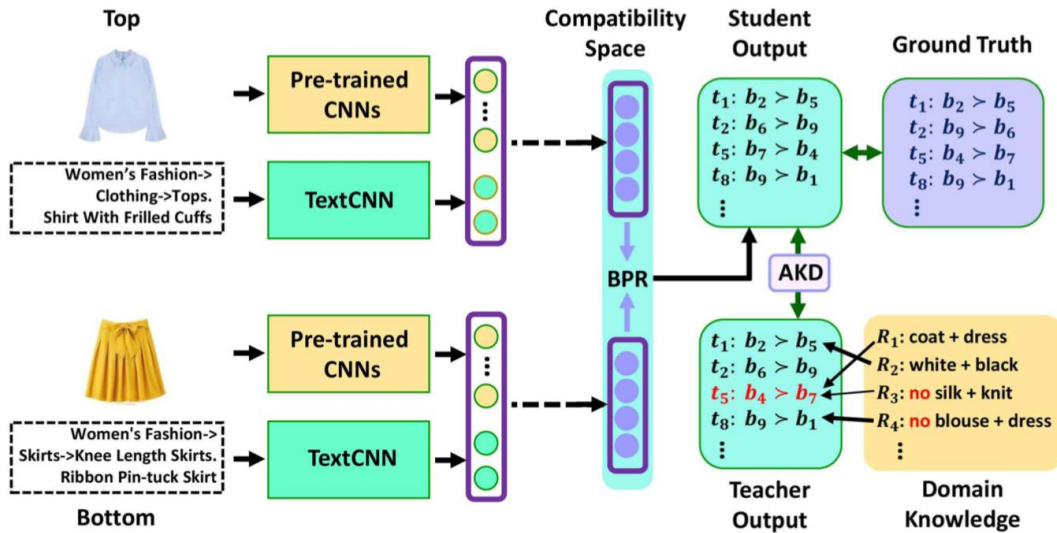 Top
Compatibility
Space
Student
Output
Ground Truth
Pre-trained
CNNs
Women's Fashion->
Clothing->Tops.
Shirt With Frilled Cuffs
TextCNN
t₁: b₂ ≻ b₅
t₂: b₆ ≻ b₉
t₅: b₇ ≻ b₄
t₈: b₉ ≻ b₁
⋮
t₁: b₂ ≻ b₅
t₂: b₉ ≻ b₆
t₅: b₄ ≻ b₇
t₈: b₉ ≻ b₁
⋮
BPR
AKD
Pre-trained
CNNs
Women's Fashion->
Skirts->Knee Length Skirts.
Ribbon Pin-tuck Skirt
TextCNN
Bottom
t₁: b₂ ≻ b₅
t₂: b₆ ≻ b₉
t₅: b₄ ≻ b₇
t₈: b₉ ≻ b₁
⋮
R₁: coat + dress
R₂: white + black
R₃: no silk + knit
R₄: no blouse + dress
⋮
Teacher
Output
Domain
Knowledge